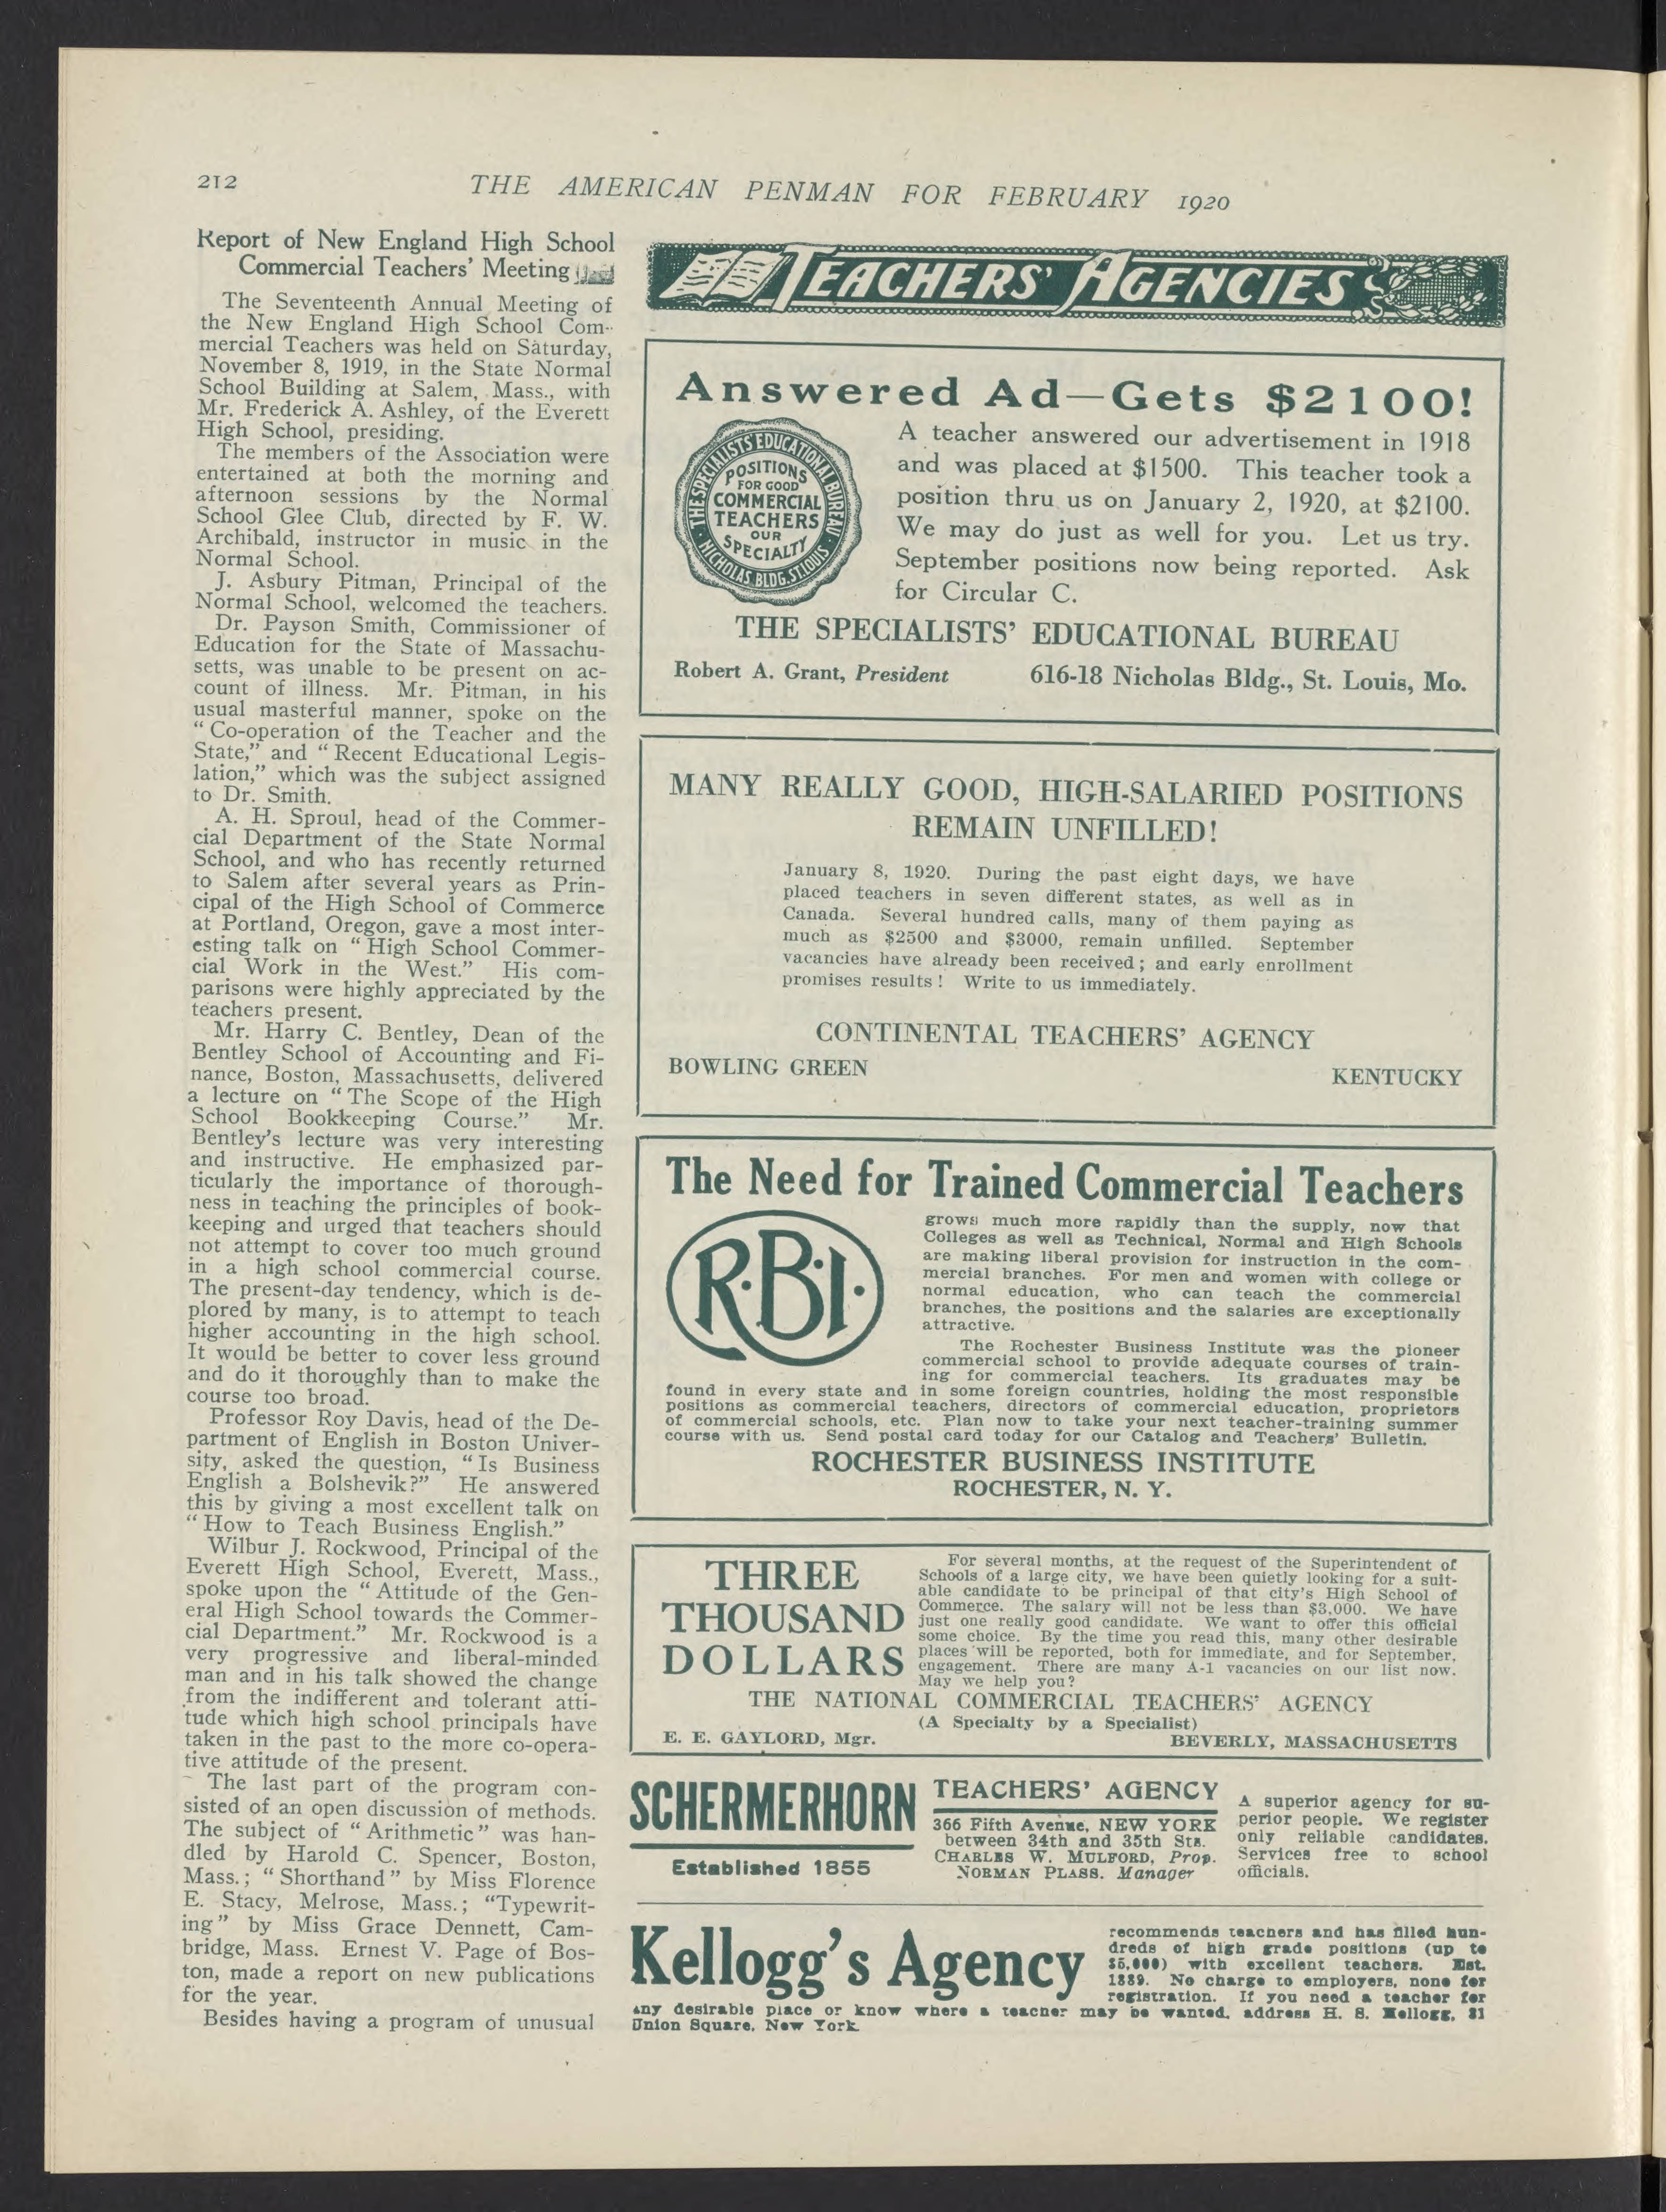 212
THE AMERICAN PENMAN FOR FEBRUARY 1920
Report of New England High School
Commercial Teachers' Meeting
The Seventeenth Annual Meeting of
the New England High School Com-
mercial Teachers was held on Saturday,
November 8, 1919, in the State Normal
School Building at Salem, Mass., with
Mr. Frederick A. Ashley, of the Everett
High School, presiding.
The members of the Association were
entertained at both the morning and
afternoon sessions by the Normal
School Glee Club, directed by F. W.
Archibald, instructor in music in the
Normal School.
J. Asbury Pitman, Principal of the
Normal School, welcomed the teachers.
Dr. Payson Smith, Commissioner of
Education for the State of Massachu-
setts, was unable to be present on ac-
count of illness. Mr. Pitman, in his
usual masterful manner, spoke on the
“ Co-operation of the Teacher and the
State,” and “ Recent Educational Legis-
lation,” which was the subject assigned
to Dr. Smith.
A. H. Sproul, head of the Commer-
cial Department of the State Normal
School, and who has recently returned
to Salem after several years as Prin-
cipal of the High School of Commerce
at Portland, Oregon, gave a most inter-
esting talk on “ High School Commer-
cial Work in the West.” His com-
parisons were highly appreciated by the
teachers present.
Mr. Harry C. Bentley, Dean of the
Bentley School of Accounting and Fi-
nance, Boston, Massachusetts, delivered
a lecture on “ The Scope of the High
School Bookkeeping Course.” Mr.
Bentley's lecture was very interesting
and instructive. He emphasized par-
ticularly the importance of thorough-
ness in teaching the principles of book-
keeping and urged that teachers should
not attempt to cover too much ground
in a high school commercial course.
The present-day tendency, which is de-
plored by many, is to attempt to teach
higher accounting in the high school.
It would be better to cover less ground
and do it thoroughly than to make the
course too broad.
Professor Roy Davis, head of the De-
partment of English in Boston Univer-
sity, asked the question, “ Is Business
English a Bolshevik?” He answered
this by giving a most excellent talk on
“ How to Teach Business English.”
Wilbur J. Rockwood, Principal of the
Everett High School, Everett, Mass.,
spoke upon the “ Attitude of the Gen-
eral High School towards the Commer-
cial Department.” Mr. Rockwood is a
very progressive and liberal-minded
man and in his talk showed the change
from the indifferent and tolerant atti-
tude which high school principals have
taken in the past to the more co-opera-
tive attitude of the present.
The last part of the program con-
sisted of an open discussion of methods.
The subject of “ Arithmetic ” was han-
dled by Harold C. Spencer, Boston,
Mass.; “ Shorthand ” by Miss Florence
E. Stacy, Melrose, Mass.; “Typewrit-
ing ” by Miss Grace Dennett, Cam-
bridge, Mass. Ernest V. Page of Bos-
ton, made a report on new publications
for the year.
Besides having a program of unusual
TEACHERS' AGENCIES
Answered Ad—Gets $2100!
THE SPECIALISTS EDUCATIONAL BUREAU
NICHOLAS BLDG. ST. LOUIS
POSITIONS
FOR GOOD
COMMERCIAL
TEACHERS
OUR
SPECIALTY
A teacher answered our advertisement in 1918
and was placed at $1500. This teacher took a
position thru us on January 2, 1920, at $2100.
We may do just as well for you. Let us try.
September positions now being reported. Ask
for Circular C.
THE SPECIALISTS' EDUCATIONAL BUREAU
Robert A. Grant, President 616-18 Nicholas Bldg., St. Louis, Mo.
MANY REALLY GOOD, HIGH-SALARIED POSITIONS
REMAIN UNFILLED!
January 8, 1920. During the past eight days, we have
placed teachers in seven different states, as well as in
Canada. Several hundred calls, many of them paying as
much as $2500 and $3000, remain unfilled. September
vacancies have already been received; and early enrollment
promises results! Write to us immediately.
CONTINENTAL TEACHERS' AGENCY
BOWLING GREEN KENTUCKY
The Need for Trained Commercial Teachers
R·B·I·
grows much more rapidly than the supply, now that
Colleges as well as Technical, Normal and High Schools
are making liberal provision for instruction in the com-
mercial branches. For men and women with college or
normal education, who can teach the commercial
branches, the positions and the salaries are exceptionally
attractive.
The Rochester Business Institute was the pioneer
commercial school to provide adequate courses of train-
ing for commercial teachers. Its graduates may be
found in every state and in some foreign countries, holding the most responsible
positions as commercial teachers, directors of commercial education, proprietors
of commercial schools, etc. Plan now to take your next teacher-training summer
course with us. Send postal card today for our Catalog and Teachers' Bulletin.
ROCHESTER BUSINESS INSTITUTE
ROCHESTER, N. Y.
THREE
THOUSAND
DOLLARS
For several months, at the request of the Superintendent of
Schools of a large city, we have been quietly looking for a suit-
able candidate to be principal of that city's High School of
Commerce. The salary will not be less than $3,000. We have
just one really good candidate. We want to offer this official
some choice. By the time you read this, many other desirable
places will be reported, both for immediate, and for September,
engagement. There are many A-1 vacancies on our list now.
May we help you?
THE NATIONAL COMMERCIAL TEACHERS' AGENCY
(A Specialty by a Specialist)
E. E. GAYLORD, Mgr. BEVERLY, MASSACHUSETTS
SCHERMERHORN
Established 1855
TEACHERS' AGENCY
366 Fifth Avenue, NEW YORK
between 34th and 35th Sts.
CHARLES W. MULFORD, Prop.
NORMAN PLASS, Manager
A superior agency for su-
perior people. We register
only reliable candidates.
Services free to school
officials.
Kellogg's Agency
recommends teachers and has filled hun-
dreds of high grade positions (up to
$5,000) with excellent teachers. Est.
1889. No charge to employers, none for
registration. If you need a teacher for
any desirable place or know where a teacher may be wanted, address H. S. Kellogg, 31
Union Square, New York.